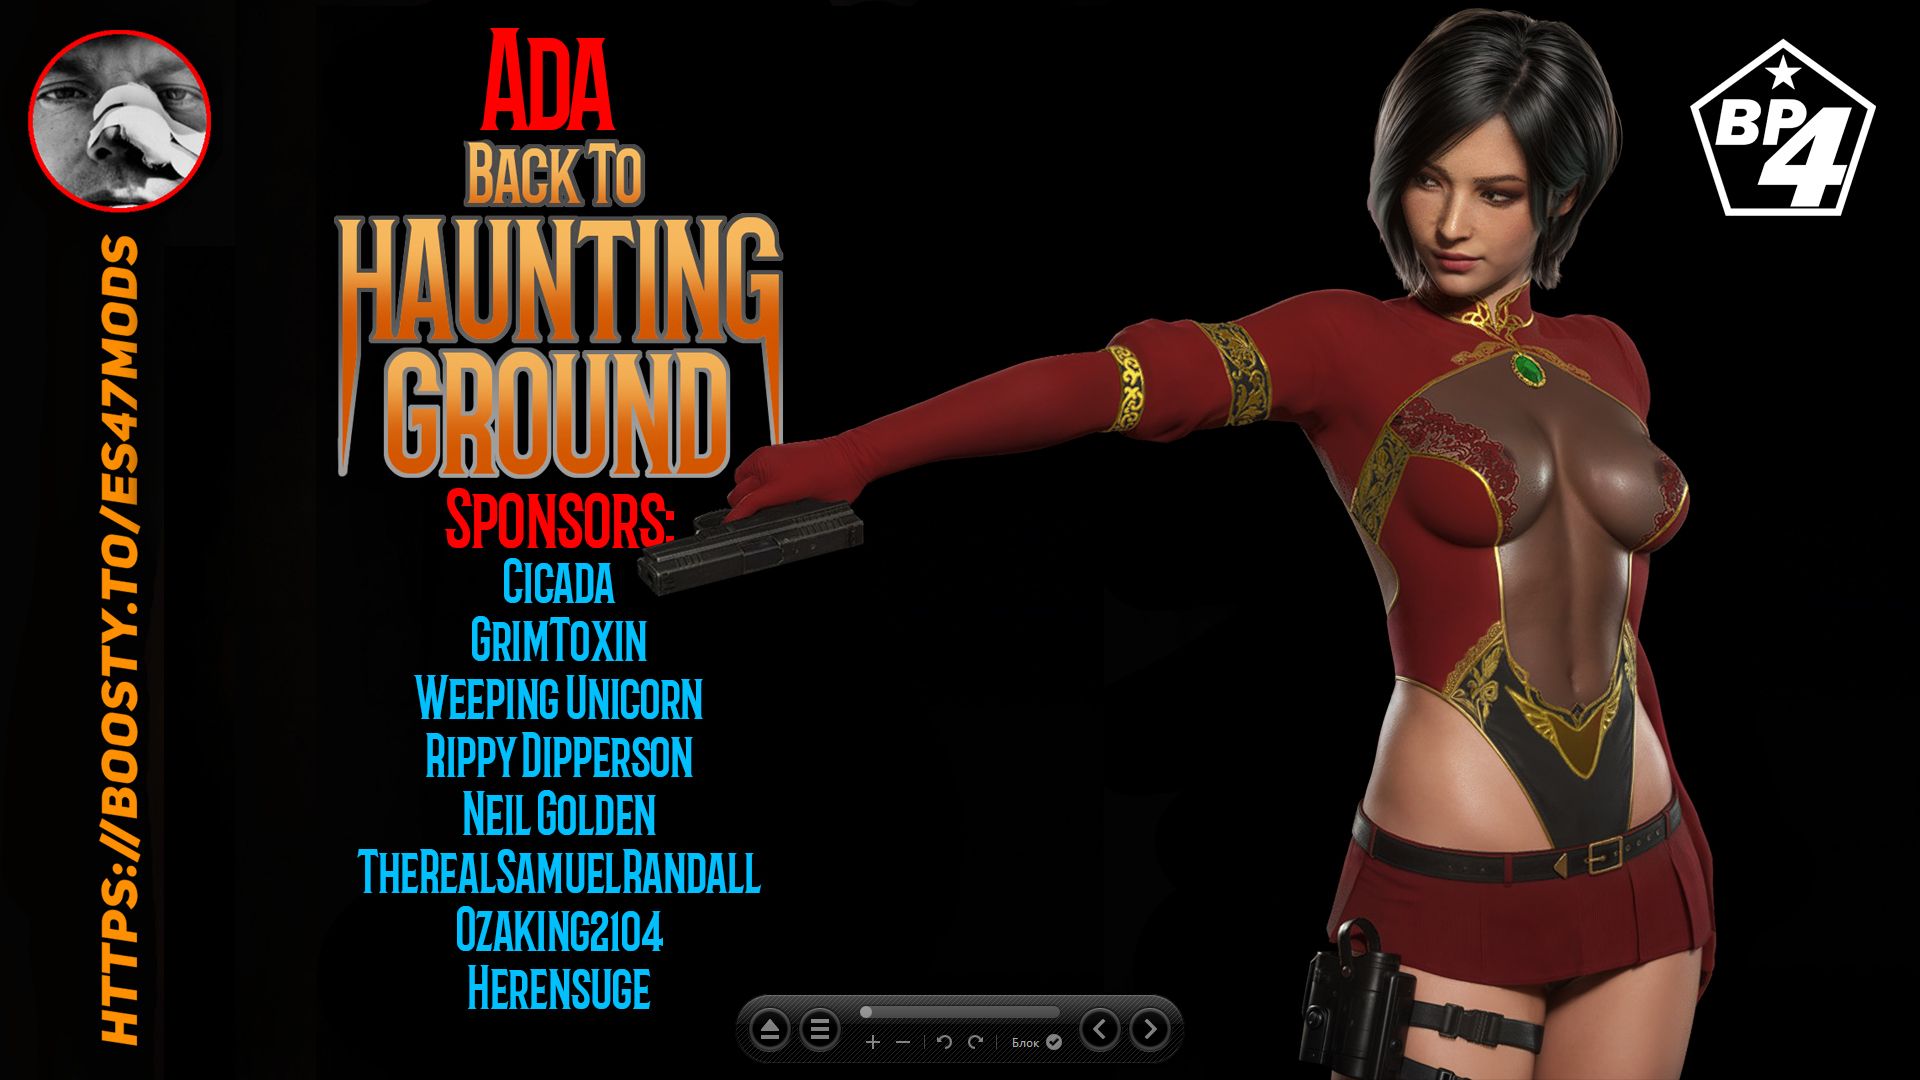 ADA
BACK TO
HAUNTING
GROUND
SPONSORS:
CICADA
GRIMTOXIN
WEEPING UNICORN
RIPPY DIPPERSON
NEIL GOLDEN
THEREALSAMUELRANDALL
OZAKING2104
HERENSUGE
HTTPS://BOOSTY.TO/ES47MODS
BP4
Блок